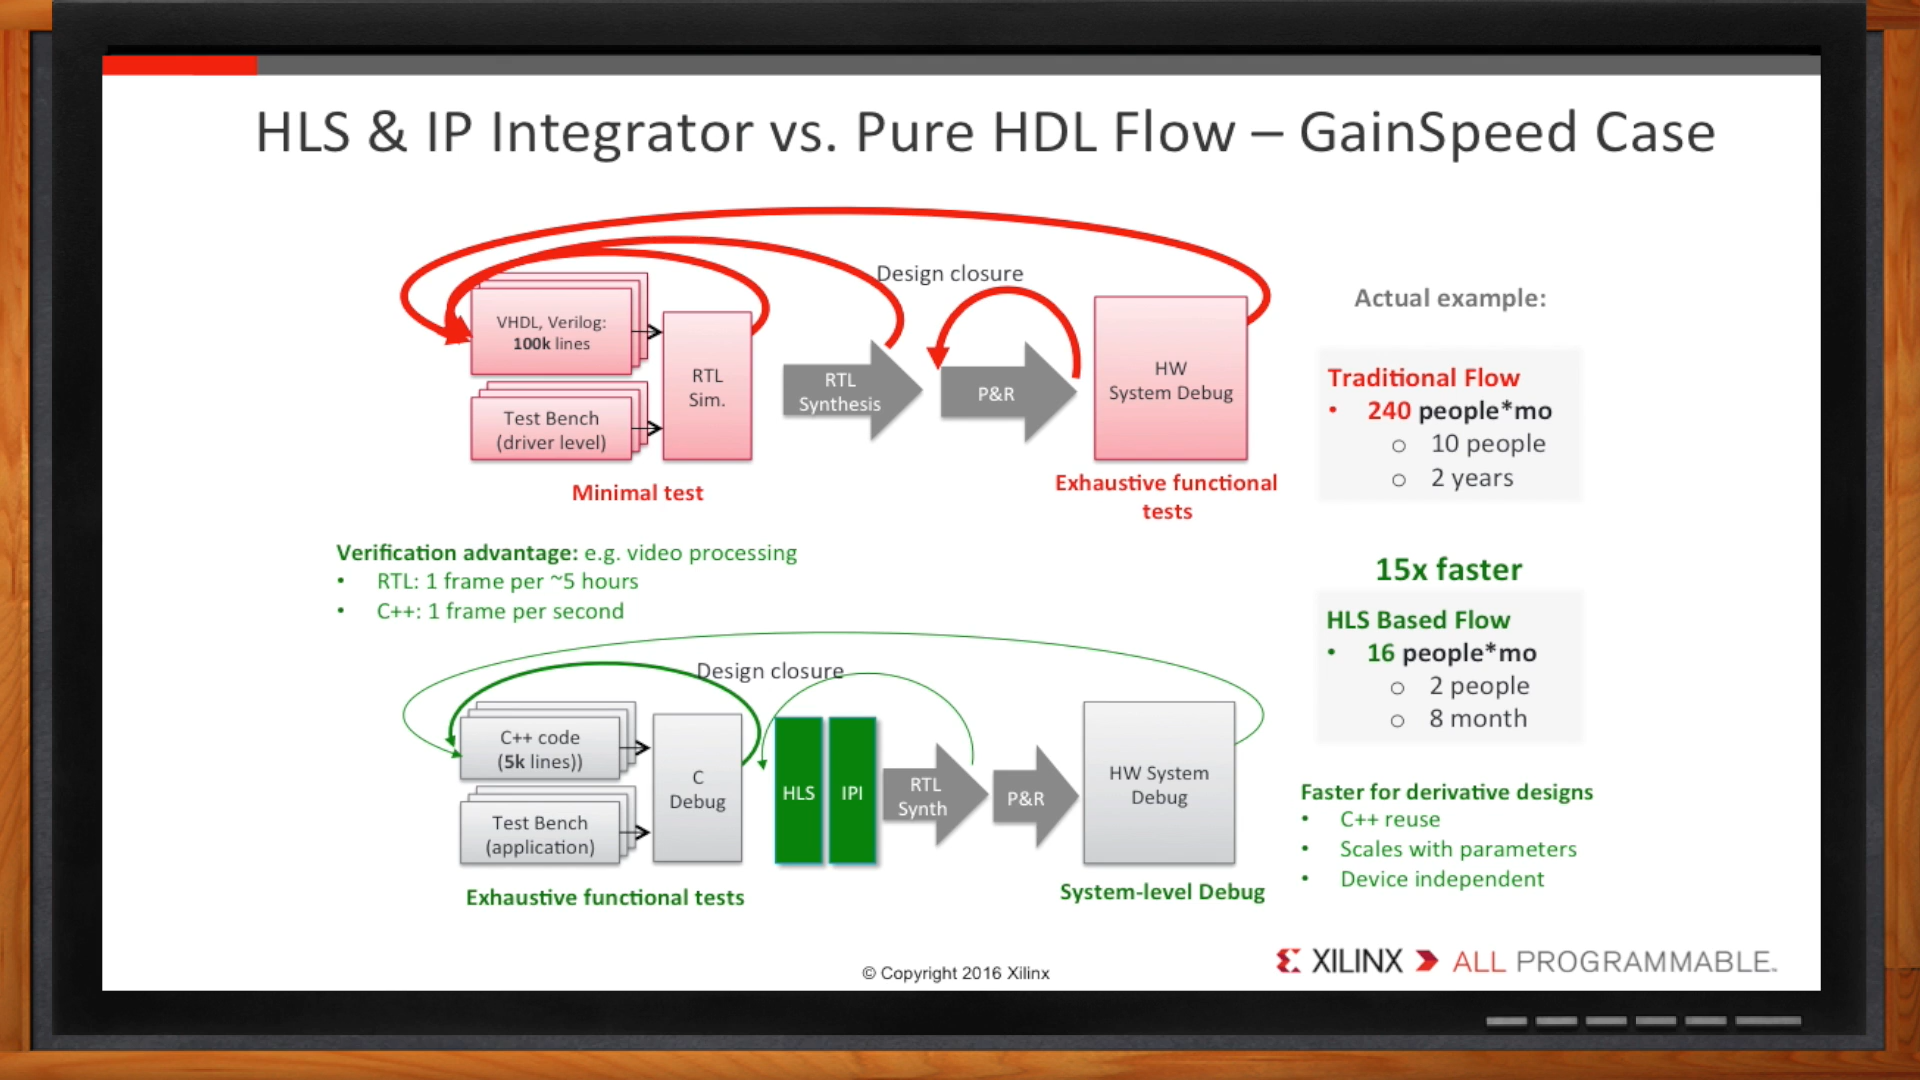 HLS & IP Integrator vs. Pure HDL Flow – GainSpeed Case
Design closure
VHDL, Verilog:
100k lines
Test Bench
(driver level)
RTL
Sim.
RTL
Synthesis
P&R
HW
System Debug
Minimal test
Exhaustive functional
tests
Actual example:
Traditional Flow
• 240 people*mo
o 10 people
o 2 years
Verification advantage: e.g. video processing
• RTL: 1 frame per ~5 hours
• C++: 1 frame per second
15x faster
HLS Based Flow
• 16 people*mo
o 2 people
o 8 month
Design closure
C++ code
(5k lines))
Test Bench
(application)
C
Debug
HLS
IPI
RTL
Synth
P&R
HW System
Debug
Exhaustive functional tests
System-level Debug
Faster for derivative designs
• C++ reuse
• Scales with parameters
• Device independent
© Copyright 2016 Xilinx
XILINX ALL PROGRAMMABLE.